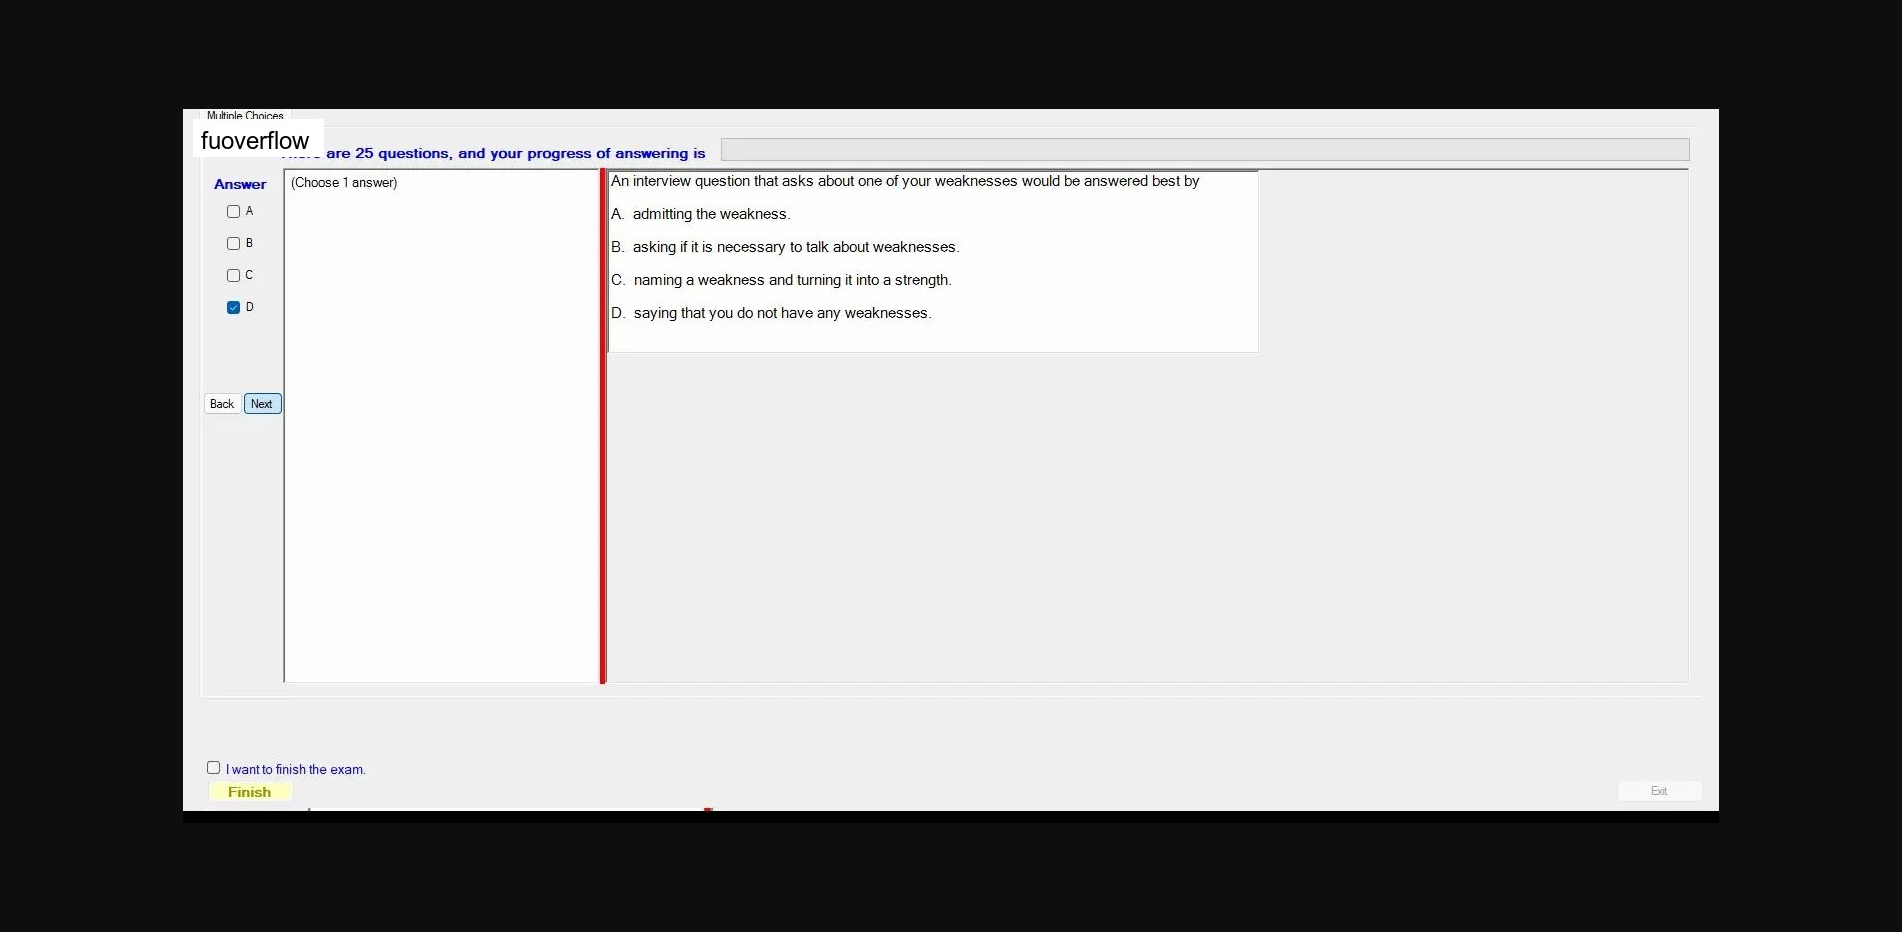 Multiple Choices
fuoverflow
are 25 questions, and your progress of answering is
Answer
(Choose 1 answer)
A
B
C
D
Back
Next
An interview question that asks about one of your weaknesses would be answered best by
A. admitting the weakness.
B. asking if it is necessary to talk about weaknesses.
C. naming a weakness and turning it into a strength.
D. saying that you do not have any weaknesses.
I want to finish the exam.
Finish
Exit